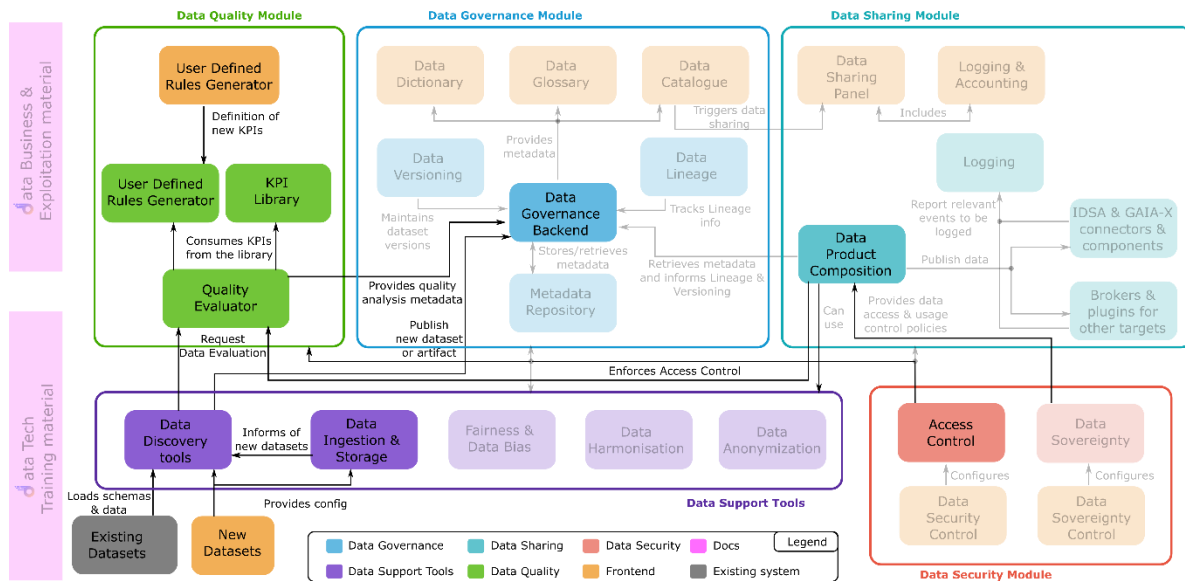 Data Quality Module
Data Governance Module
Data Sharing Module
data Business &
Exploitation material
data Tech
Training material
User Defined
Rules Generator
Definition of
new KPIs
User Defined
Rules Generator
KPI
Library
Consumes KPIs
from the library
Quality
Evaluator
Request
Data Evaluation
Data
Dictionary
Data
Glossary
Data
Catalogue
Triggers data
sharing
Provides
metadata
Data
Versioning
Data
Lineage
Maintains
dataset
versions
Data
Governance
Backend
Tracks Lineage
info
Stores/retrieves
metadata
Provides quality
analysis metadata
Metadata
Repository
Retrieves metadata
and informs Lineage &
Versioning
Publish
new dataset
or artifact
Enforces Access Control
Data
Sharing
Panel
Logging &
Accounting
Includes
Logging
Report relevant
events to be
logged
IDSA & GAIA-X
connectors &
components
Data
Product
Composition
Publish data
Can
use
Provides data
access & usage
control policies
Brokers &
plugins for
other targets
Data
Discovery
tools
Informs of
new datasets
Data
Ingestion &
Storage
Fairness &
Data Bias
Data
Harmonisation
Data
Anonymization
Data Support Tools
Loads schemas
& data
Provides config
Existing
Datasets
New
Datasets
Access
Control
Data
Sovereignty
Configures
Configures
Data
Security
Control
Data
Sovereignty
Control
Data Security Module
Legend
Data Governance
Data Sharing
Data Security
Docs
Data Support Tools
Data Quality
Frontend
Existing system